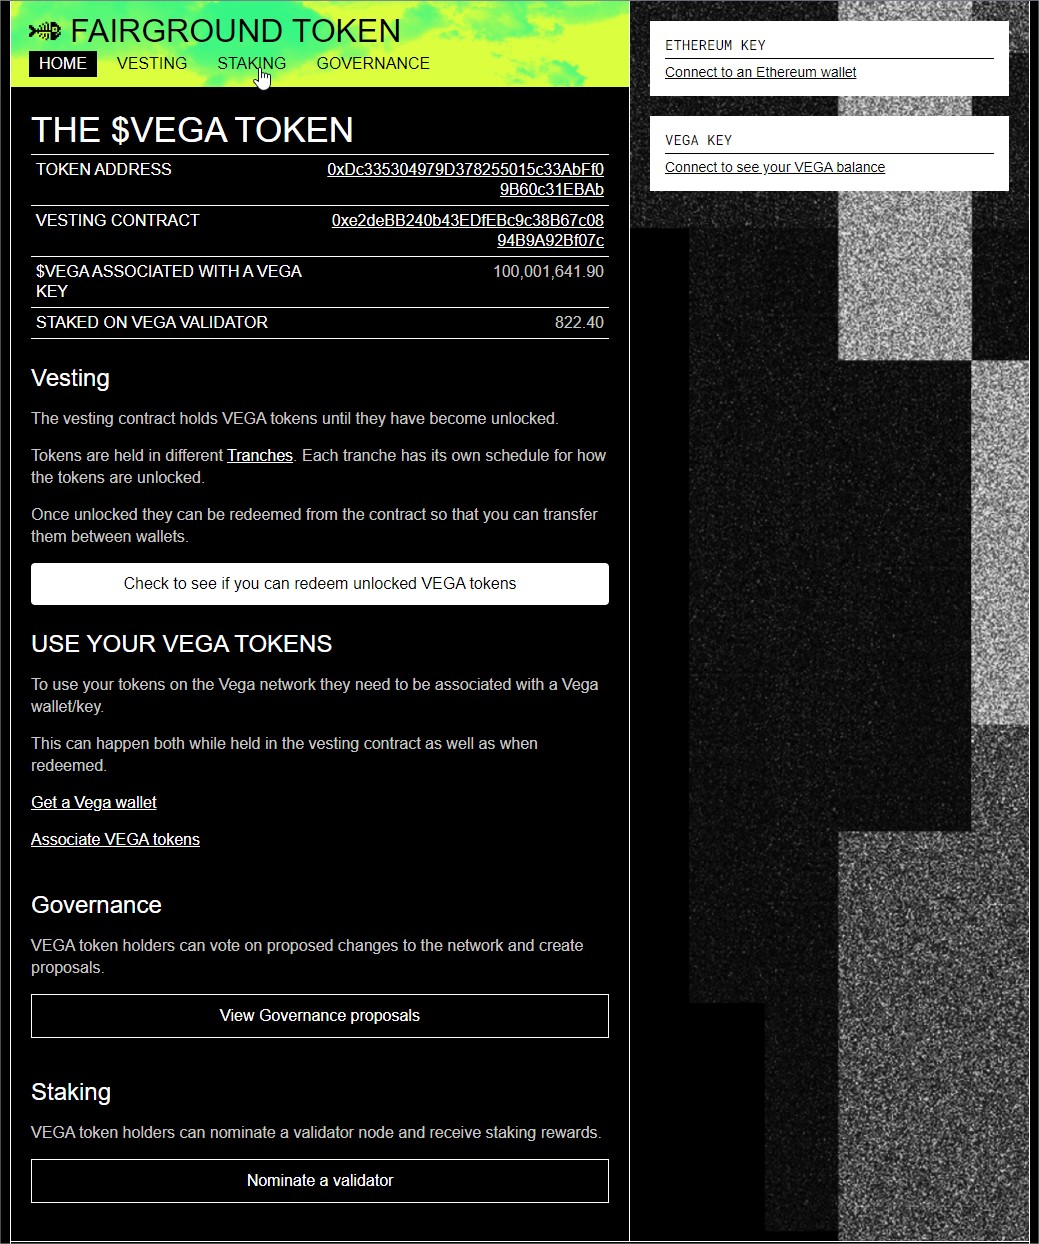 FAIRGROUND TOKEN
HOME VESTING STAKING GOVERNANCE
THE $VEGA TOKEN
TOKEN ADDRESS 0xDc335304979D378255015c33AbFf0
9B60c31EBAb
VESTING CONTRACT 0xe2deBB240b43EDfEBc9c38B67c08
94B9A92Bf07c
$VEGA ASSOCIATED WITH A VEGA 100,001,641.90
KEY
STAKED ON VEGA VALIDATOR 822.40
Vesting
The vesting contract holds VEGA tokens until they have become unlocked.
Tokens are held in different Tranches. Each tranche has its own schedule for how
the tokens are unlocked.
Once unlocked they can be redeemed from the contract so that you can transfer
them between wallets.
Check to see if you can redeem unlocked VEGA tokens
USE YOUR VEGA TOKENS
To use your tokens on the Vega network they need to be associated with a Vega
wallet/key.
This can happen both while held in the vesting contract as well as when
redeemed.
Get a Vega wallet
Associate VEGA tokens
Governance
VEGA token holders can vote on proposed changes to the network and create
proposals.
View Governance proposals
Staking
VEGA token holders can nominate a validator node and receive staking rewards.
Nominate a validator
ETHEREUM KEY
Connect to an Ethereum wallet
VEGA KEY
Connect to see your VEGA balance